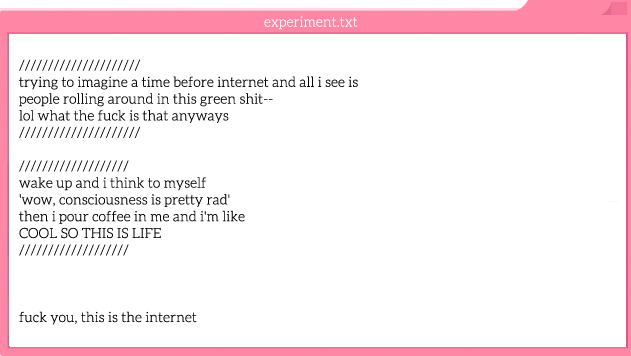 experiment.txt
/////////////////////
trying to imagine a time before internet and all i see is
people rolling around in this green shit--
lol what the fuck is that anyways
/////////////////////
///////////////////
wake up and i think to myself
'wow, consciousness is pretty rad'
then i pour coffee in me and i'm like
COOL SO THIS IS LIFE
///////////////////
fuck you, this is the internet